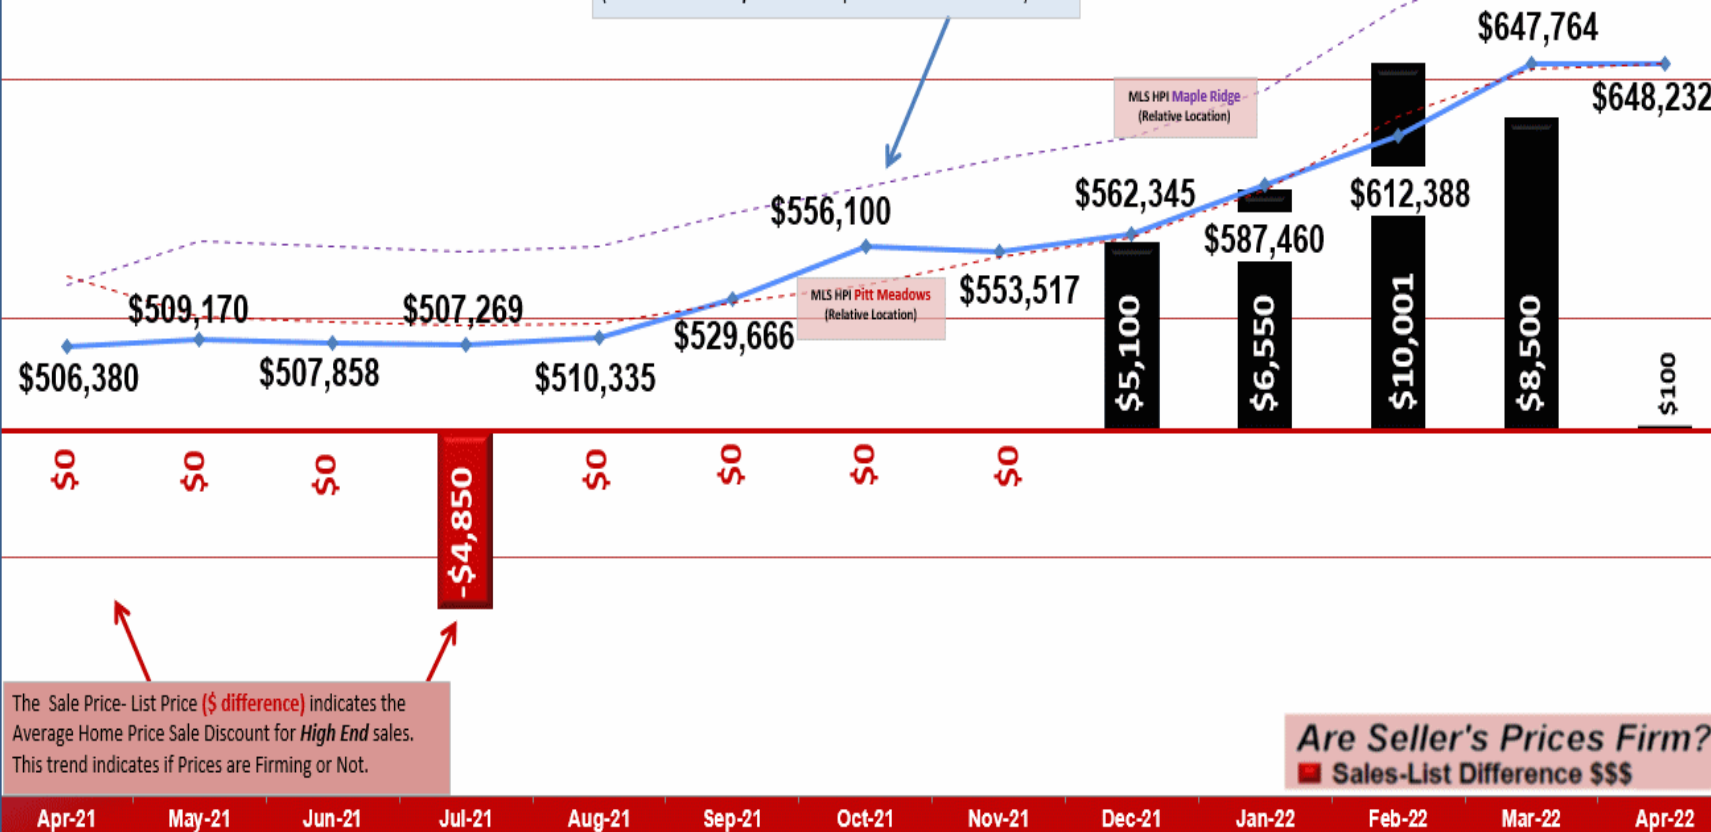 $647,764
MLS HPI Maple Ridge
(Relative Location)
$648,232
$556,100
$562,345
$612,388
$587,460
MLS HPI Pitt Meadows
(Relative Location)
$553,517
$509,170
$507,269
$529,666
$506,380
$507,858
$510,335
$5,100
$6,550
$10,001
$8,500
$100
$0
$0
$0
-$4,850
$0
$0
$0
$0
The Sale Price- List Price ($ difference) indicates the
Average Home Price Sale Discount for High End sales.
This trend indicates if Prices are Firming or Not.
Are Seller's Prices Firm?
Sales-List Difference $$$
Apr-21 May-21 Jun-21 Jul-21 Aug-21 Sep-21 Oct-21 Nov-21 Dec-21 Jan-22 Feb-22 Mar-22 Apr-22